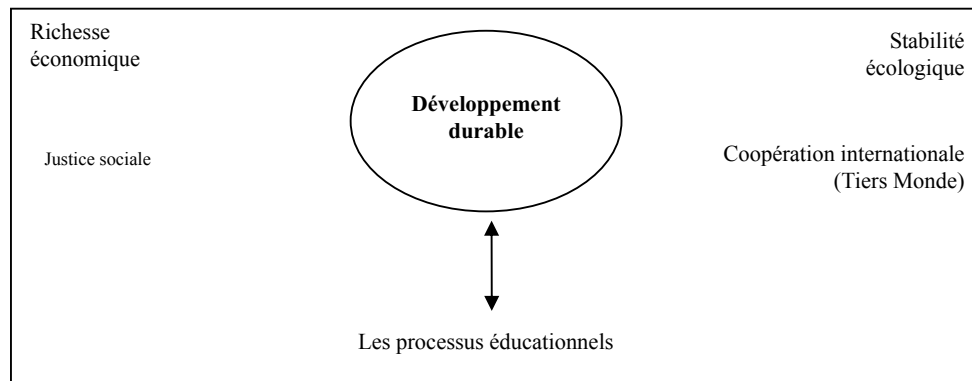 Richesse
économique
Stabilité
écologique
Développement
durable
Justice sociale
Coopération internationale
(Tiers Monde)
Les processus éducationnels